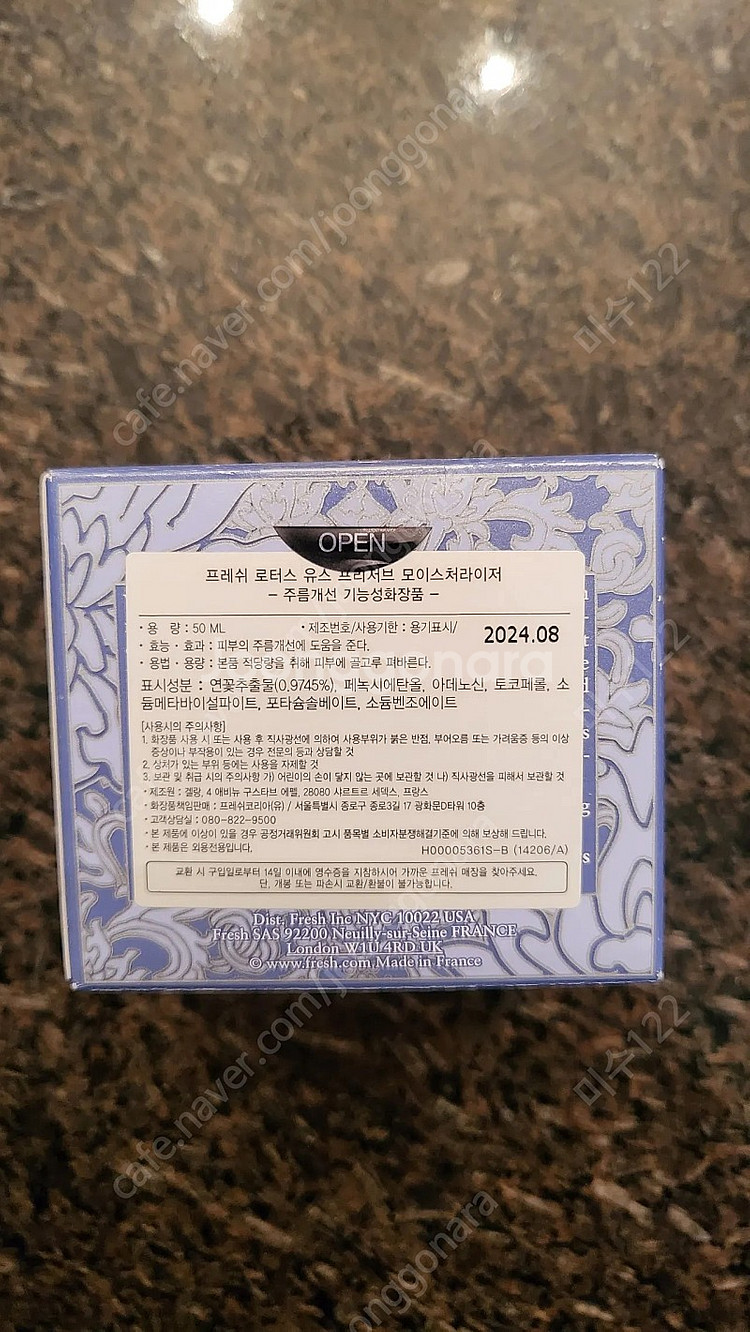 OPEN
프레쉬 로터스 유스 프리저브 모이스처라이저
– 주름개선 기능성화장품 –
• 용 량 : 50 ML • 제조번호/사용기한 : 용기표시/ 2024.08
• 효능 · 효과 : 피부의 주름개선에 도움을 준다.
• 용법 · 용량 : 본품 적당량을 취해 피부에 골고루 펴바른다.
표시성분 : 연꽃추출물(0.9745%), 페녹시에탄올, 아데노신, 토코페롤, 소
듐메타바이설파이트, 포타슘솔베이트, 소듐벤조에이트
[사용시의 주의사항]
1. 화장품 사용 시 또는 사용 후 직사광선에 의하여 사용부위가 붉은 반점, 부어오름 또는 가려움증 등의 이상
증상이나 부작용이 있는 경우 전문의 등과 상담할 것
2. 상처가 있는 부위 등에는 사용을 자제할 것
3. 보관 및 취급 시의 주의사항 가) 어린이의 손이 닿지 않는 곳에 보관할 것 나) 직사광선을 피해서 보관할 것
• 제조원 : 겔랑, 4 애비뉴 구스타브 에펠, 28080 샤르트르 세덱스, 프랑스
• 화장품책임판매 : 프레쉬코리아(유) / 서울특별시 종로구 종로3길 17 광화문D타워 10층
• 고객상담실 : 080-822-9500
• 본 제품에 이상이 있을 경우 공정거래위원회 고시 품목별 소비자분쟁해결기준에 의해 보상해 드립니다.
• 본 제품은 외용전용입니다. H00005361S-B (14206/A)
교환 시 구입일로부터 14일 이내에 영수증을 지참하시어 가까운 프레쉬 매장을 찾아주세요.
단, 개봉 또는 파손시 교환/환불이 불가능합니다.
Dist. Fresh Inc NYC 10022 USA
Fresh SAS 92200 Neuilly-sur-Seine FRANCE
London W1U 4RD UK
© www.fresh.com Made in France
cafe.naver.com/joonggonara
미수122
cafe.naver.com/joonggonara
미수122
joonggonara